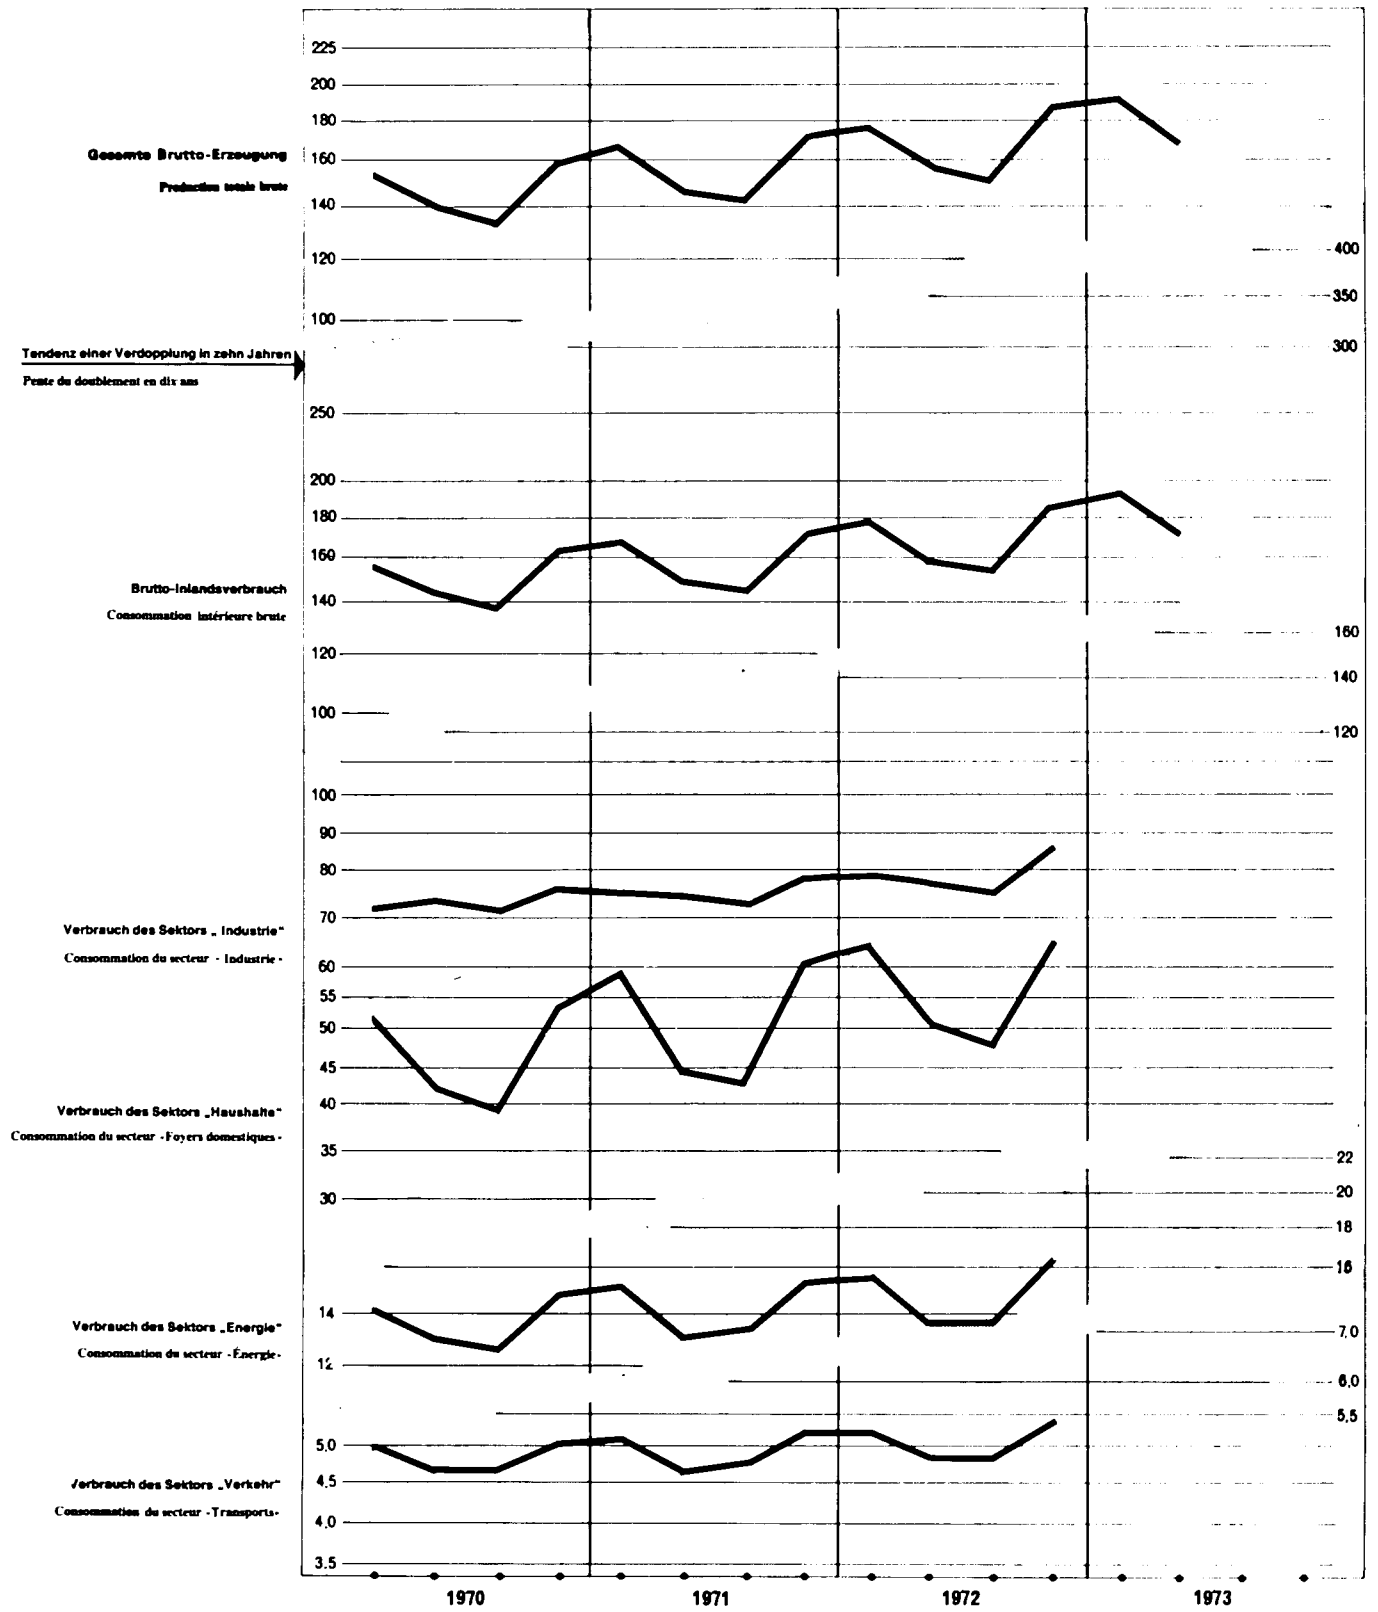 225
200
180
Gesamte Brutto-Erzeugung
160
Production totale brute
140
400
120
350
100
300
Tendenz einer Verdopplung in zehn Jahren
Pente du doublement en dix ans
250
200
180
160
Brutto-Inlandsverbrauch
140
Consommation intérieure brute
160
120
140
100
120
100
90
80
70
Verbrauch des Sektors „Industrie“
Consommation du secteur - Industrie -
60
55
50
45
40
Verbrauch des Sektors „Haushalte“
Consommation du secteur -Foyers domestiques-
35
22
20
30
18
16
14
Verbrauch des Sektors „Energie“
7,0
Consommation du secteur -Énergie-
12
6,0
5,5
5,0
4,5
Verbrauch des Sektors „Verkehr“
Consommation du secteur -Transports-
4,0
3.5
1970 1971 1972 1973